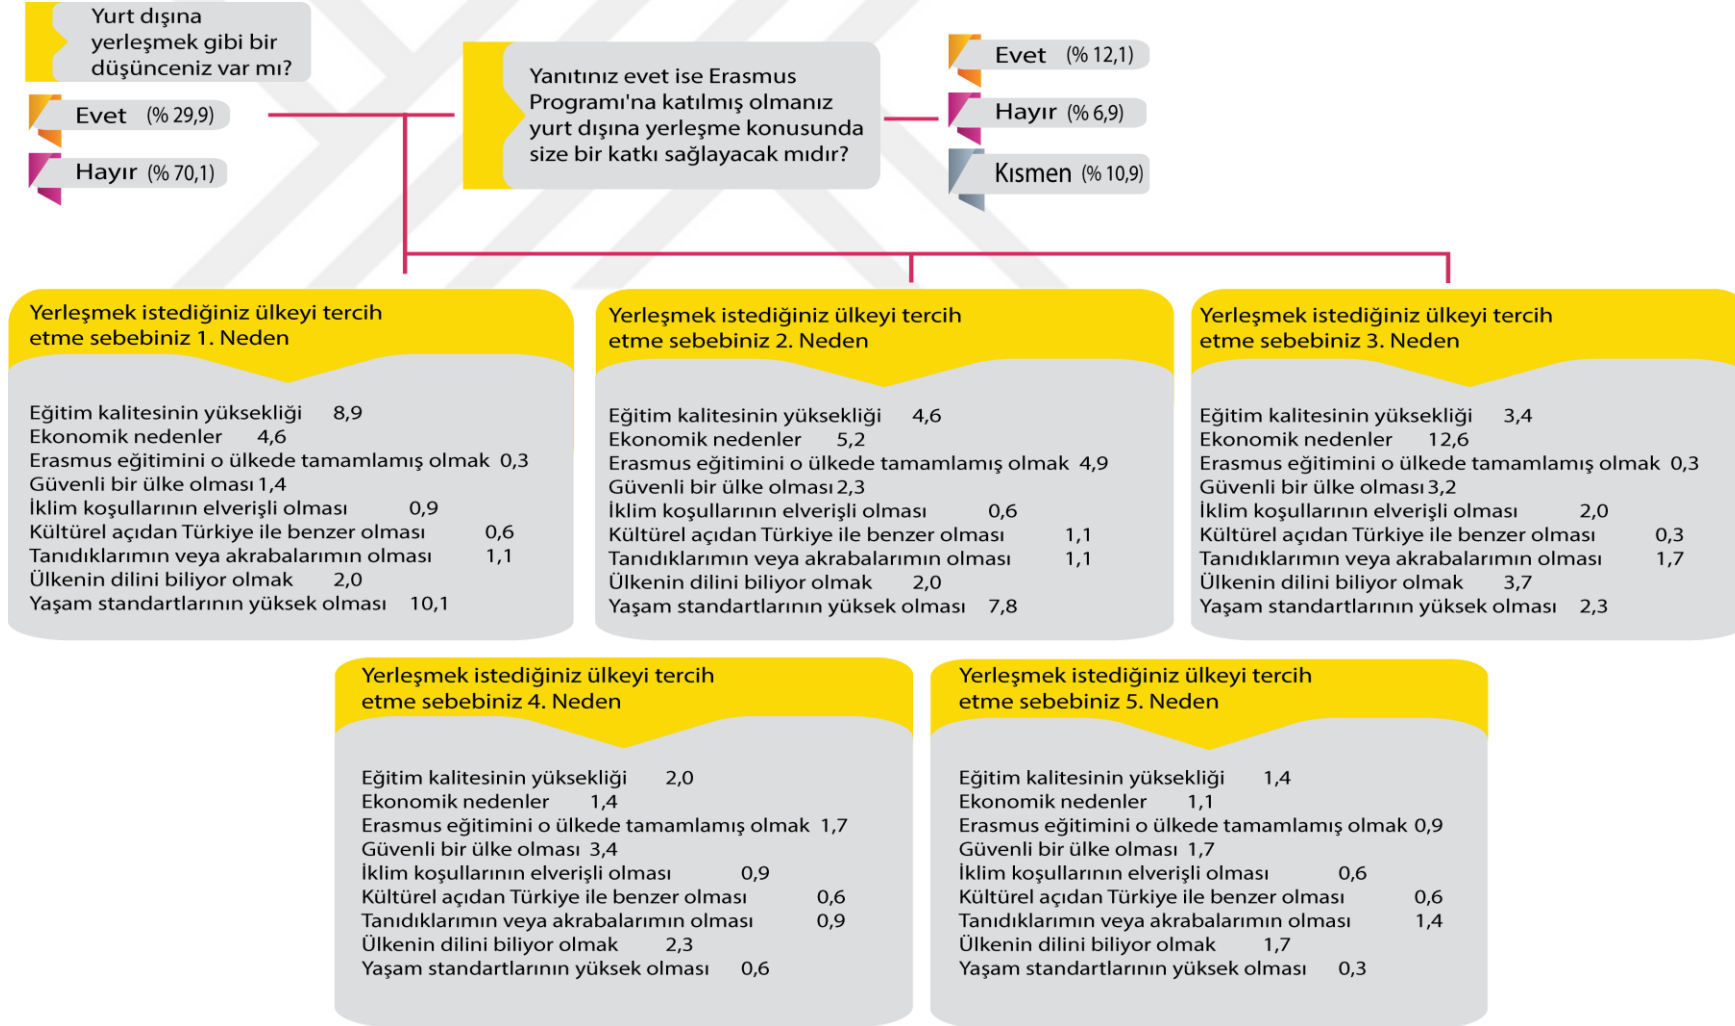 Yurt dışına
yerleşmek gibi bir
düşünceniz var mı?
Evet (% 29,9)
Hayır (% 70,1)
Yanıtınız evet ise Erasmus
Programı'na katılmış olmanız
yurt dışına yerleşme konusunda
size bir katkı sağlayacak mıdır?
Evet (% 12,1)
Hayır (% 6,9)
Kısmen (% 10,9)
Yerleşmek istediğiniz ülkeyi tercih
etme sebebiniz 1. Neden
Eğitim kalitesinin yüksekliği 8,9
Ekonomik nedenler 4,6
Erasmus eğitimini o ülkede tamamlamış olmak 0,3
Güvenli bir ülke olması 1,4
İklim koşullarının elverişli olması 0,9
Kültürel açıdan Türkiye ile benzer olması 0,6
Tanıdıklarımın veya akrabalarımın olması 1,1
Ülkenin dilini biliyor olmak 2,0
Yaşam standartlarının yüksek olması 10,1
Yerleşmek istediğiniz ülkeyi tercih
etme sebebiniz 2. Neden
Eğitim kalitesinin yüksekliği 4,6
Ekonomik nedenler 5,2
Erasmus eğitimini o ülkede tamamlamış olmak 4,9
Güvenli bir ülke olması 2,3
İklim koşullarının elverişli olması 0,6
Kültürel açıdan Türkiye ile benzer olması 1,1
Tanıdıklarımın veya akrabalarımın olması 1,1
Ülkenin dilini biliyor olmak 2,0
Yaşam standartlarının yüksek olması 7,8
Yerleşmek istediğiniz ülkeyi tercih
etme sebebiniz 3. Neden
Eğitim kalitesinin yüksekliği 3,4
Ekonomik nedenler 12,6
Erasmus eğitimini o ülkede tamamlamış olmak 0,3
Güvenli bir ülke olması 3,2
İklim koşullarının elverişli olması 2,0
Kültürel açıdan Türkiye ile benzer olması 0,3
Tanıdıklarımın veya akrabalarımın olması 1,7
Ülkenin dilini biliyor olmak 3,7
Yaşam standartlarının yüksek olması 2,3
Yerleşmek istediğiniz ülkeyi tercih
etme sebebiniz 4. Neden
Eğitim kalitesinin yüksekliği 2,0
Ekonomik nedenler 1,4
Erasmus eğitimini o ülkede tamamlamış olmak 1,7
Güvenli bir ülke olması 3,4
İklim koşullarının elverişli olması 0,9
Kültürel açıdan Türkiye ile benzer olması 0,6
Tanıdıklarımın veya akrabalarımın olması 0,9
Ülkenin dilini biliyor olmak 2,3
Yaşam standartlarının yüksek olması 0,6
Yerleşmek istediğiniz ülkeyi tercih
etme sebebiniz 5. Neden
Eğitim kalitesinin yüksekliği 1,4
Ekonomik nedenler 1,1
Erasmus eğitimini o ülkede tamamlamış olmak 0,9
Güvenli bir ülke olması 1,7
İklim koşullarının elverişli olması 0,6
Kültürel açıdan Türkiye ile benzer olması 0,6
Tanıdıklarımın veya akrabalarımın olması 1,4
Ülkenin dilini biliyor olmak 1,7
Yaşam standartlarının yüksek olması 0,3